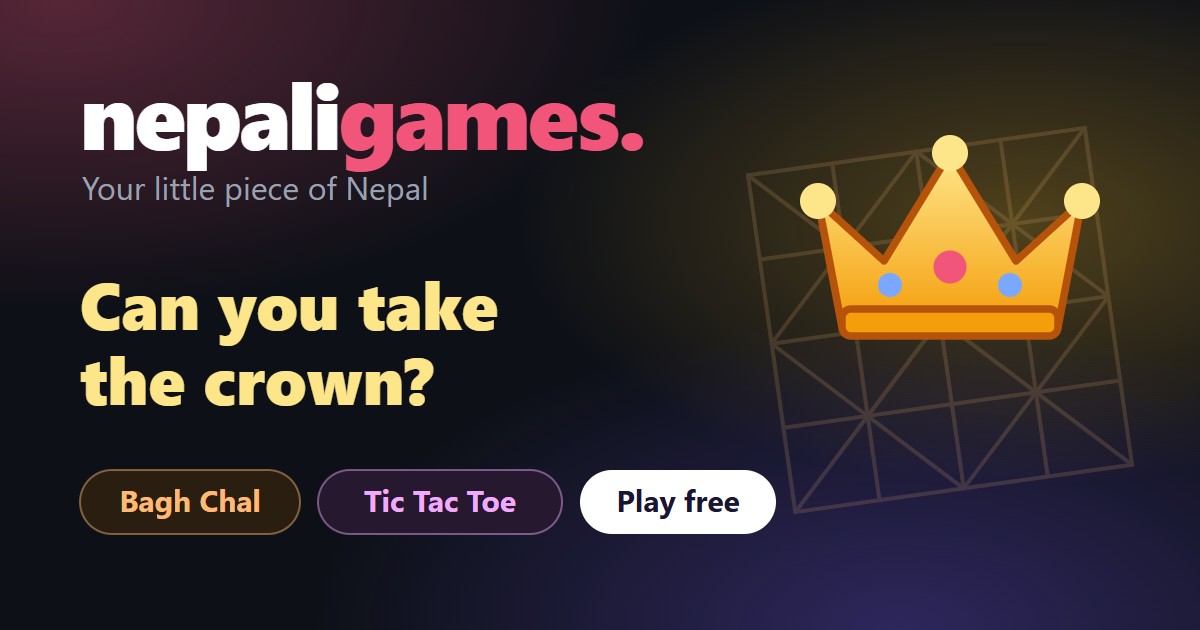 nepaligames.
Your little piece of Nepal
Can you take
the crown?
Bagh Chal
Tic Tac Toe
Play free